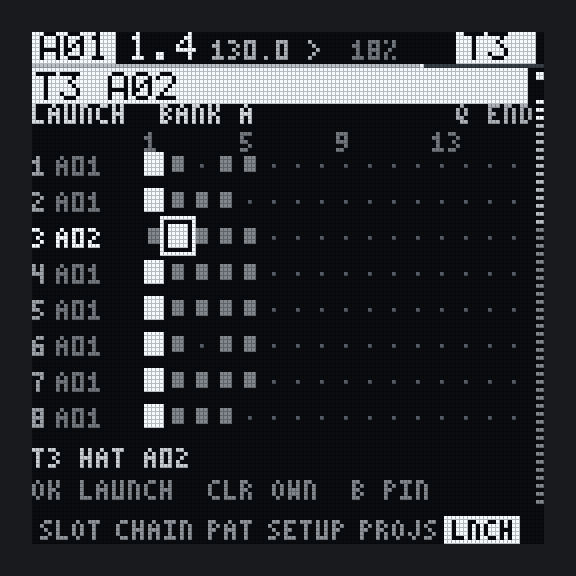 A01 1.4 130.0 > 18% T3
T3 A02
LAUNCH BANK A Q END
1 5 9 13
1 A01
2 A01
3 A02
4 A01
5 A01
6 A01
7 A01
8 A01
T3 HAT A02
OK LAUNCH CLR OWN B PIN
SLOT CHAIN PAT SETUP PROJS LNCH